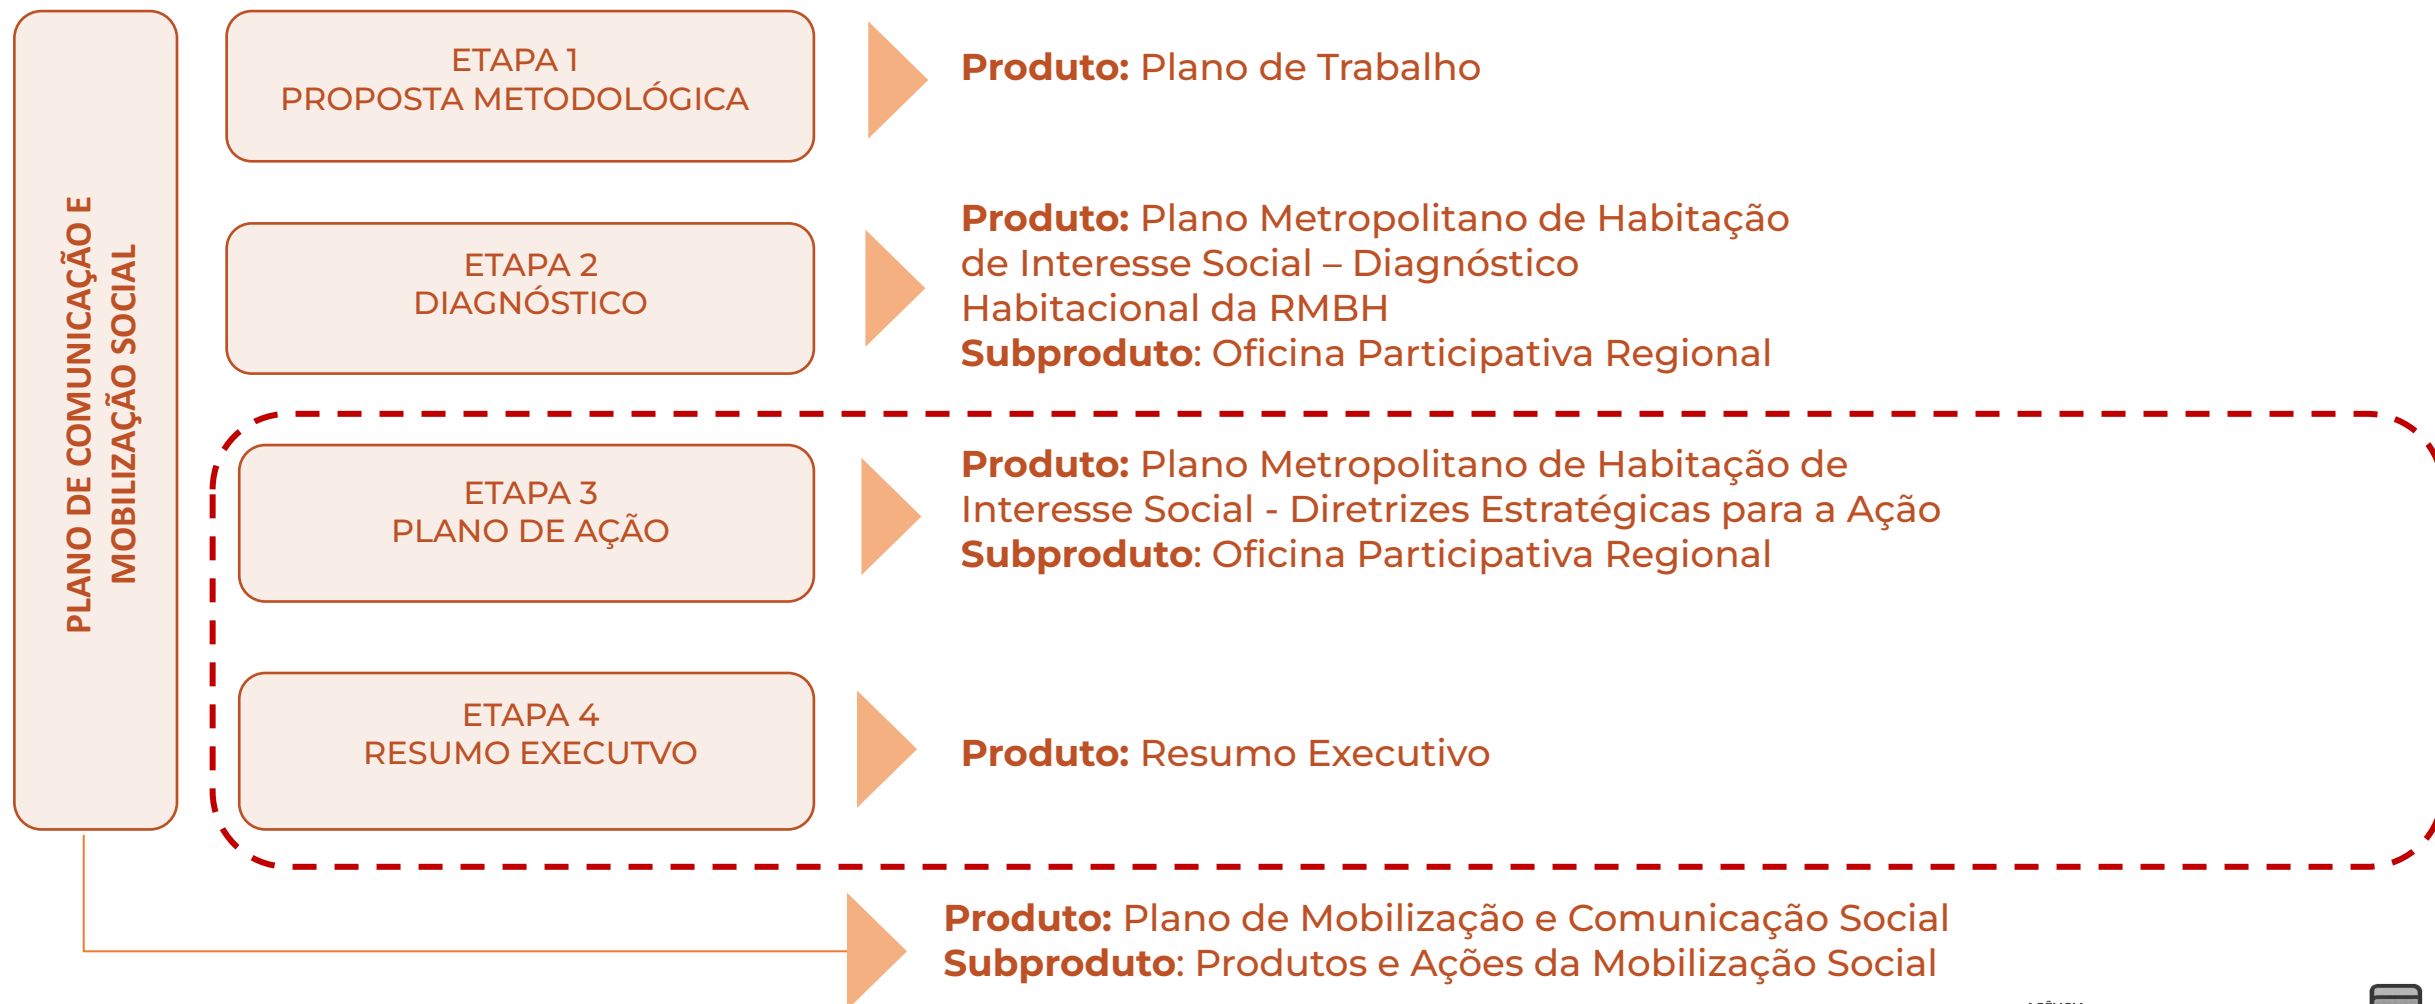 PLANO DE COMUNICAÇÃO E
MOBILIZAÇÃO SOCIAL
ETAPA 1
PROPOSTA METODOLÓGICA
Produto: Plano de Trabalho
ETAPA 2
DIAGNÓSTICO
Produto: Plano Metropolitano de Habitação
de Interesse Social – Diagnóstico
Habitacional da RMBH
Subproduto: Oficina Participativa Regional
ETAPA 3
PLANO DE AÇÃO
Produto: Plano Metropolitano de Habitação de
Interesse Social - Diretrizes Estratégicas para a Ação
Subproduto: Oficina Participativa Regional
ETAPA 4
RESUMO EXECUTVO
Produto: Resumo Executivo
Produto: Plano de Mobilização e Comunicação Social
Subproduto: Produtos e Ações da Mobilização Social